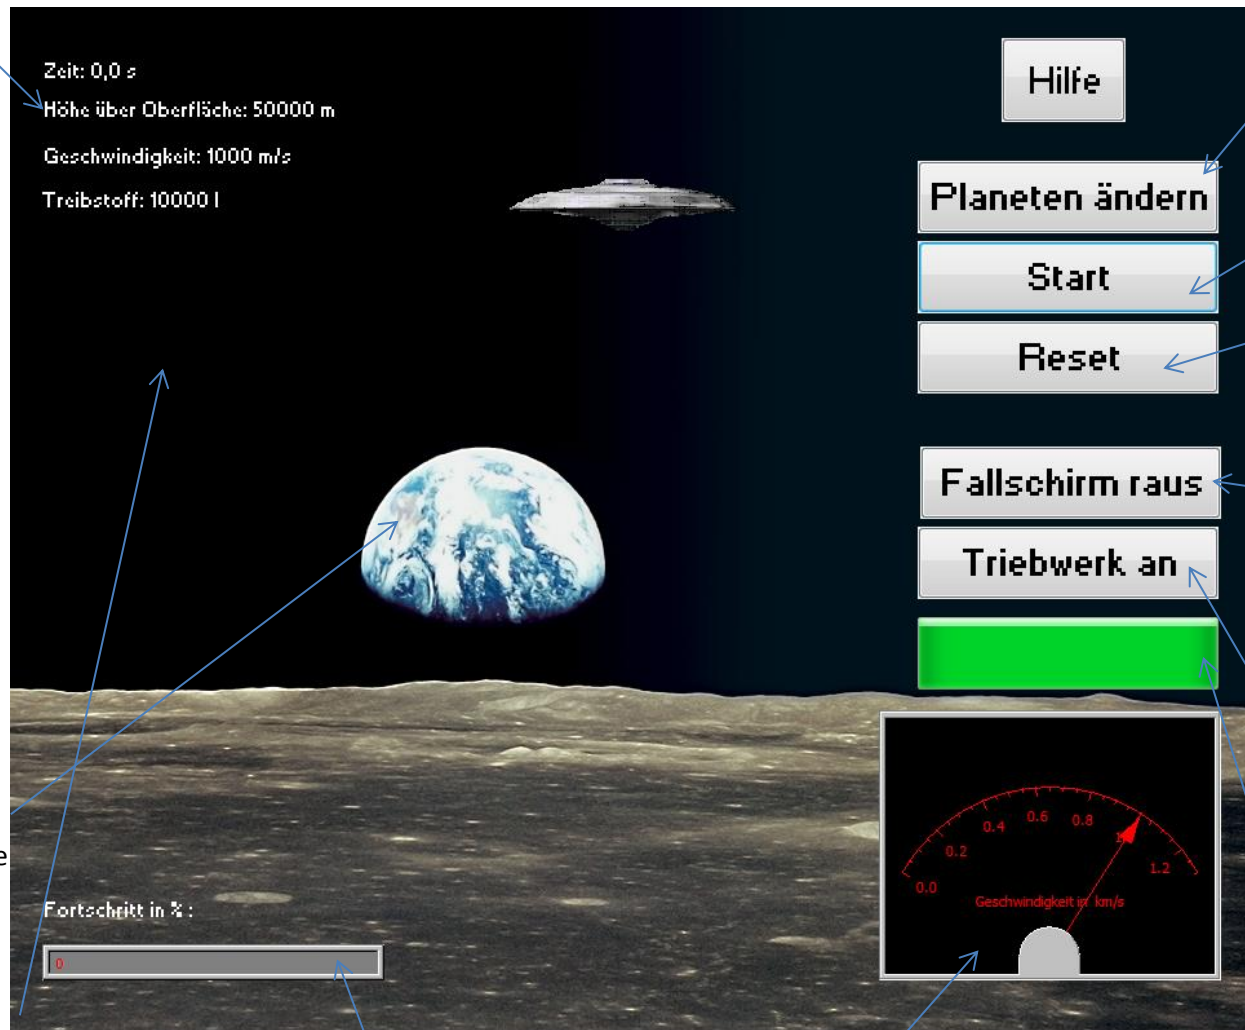 Zeit: 0,0 s
Höhe über Oberfläche: 50000 m
Geschwindigkeit: 1000 m/s
Treibstoff: 10000 l
Hilfe
Planeten ändern
Start
Reset
Fallschirm raus
Triebwerk an
0.0
0.2
0.4
0.6
0.8
1.2
Geschwindigkeit in km/s
e
Fortschritt in % :
0